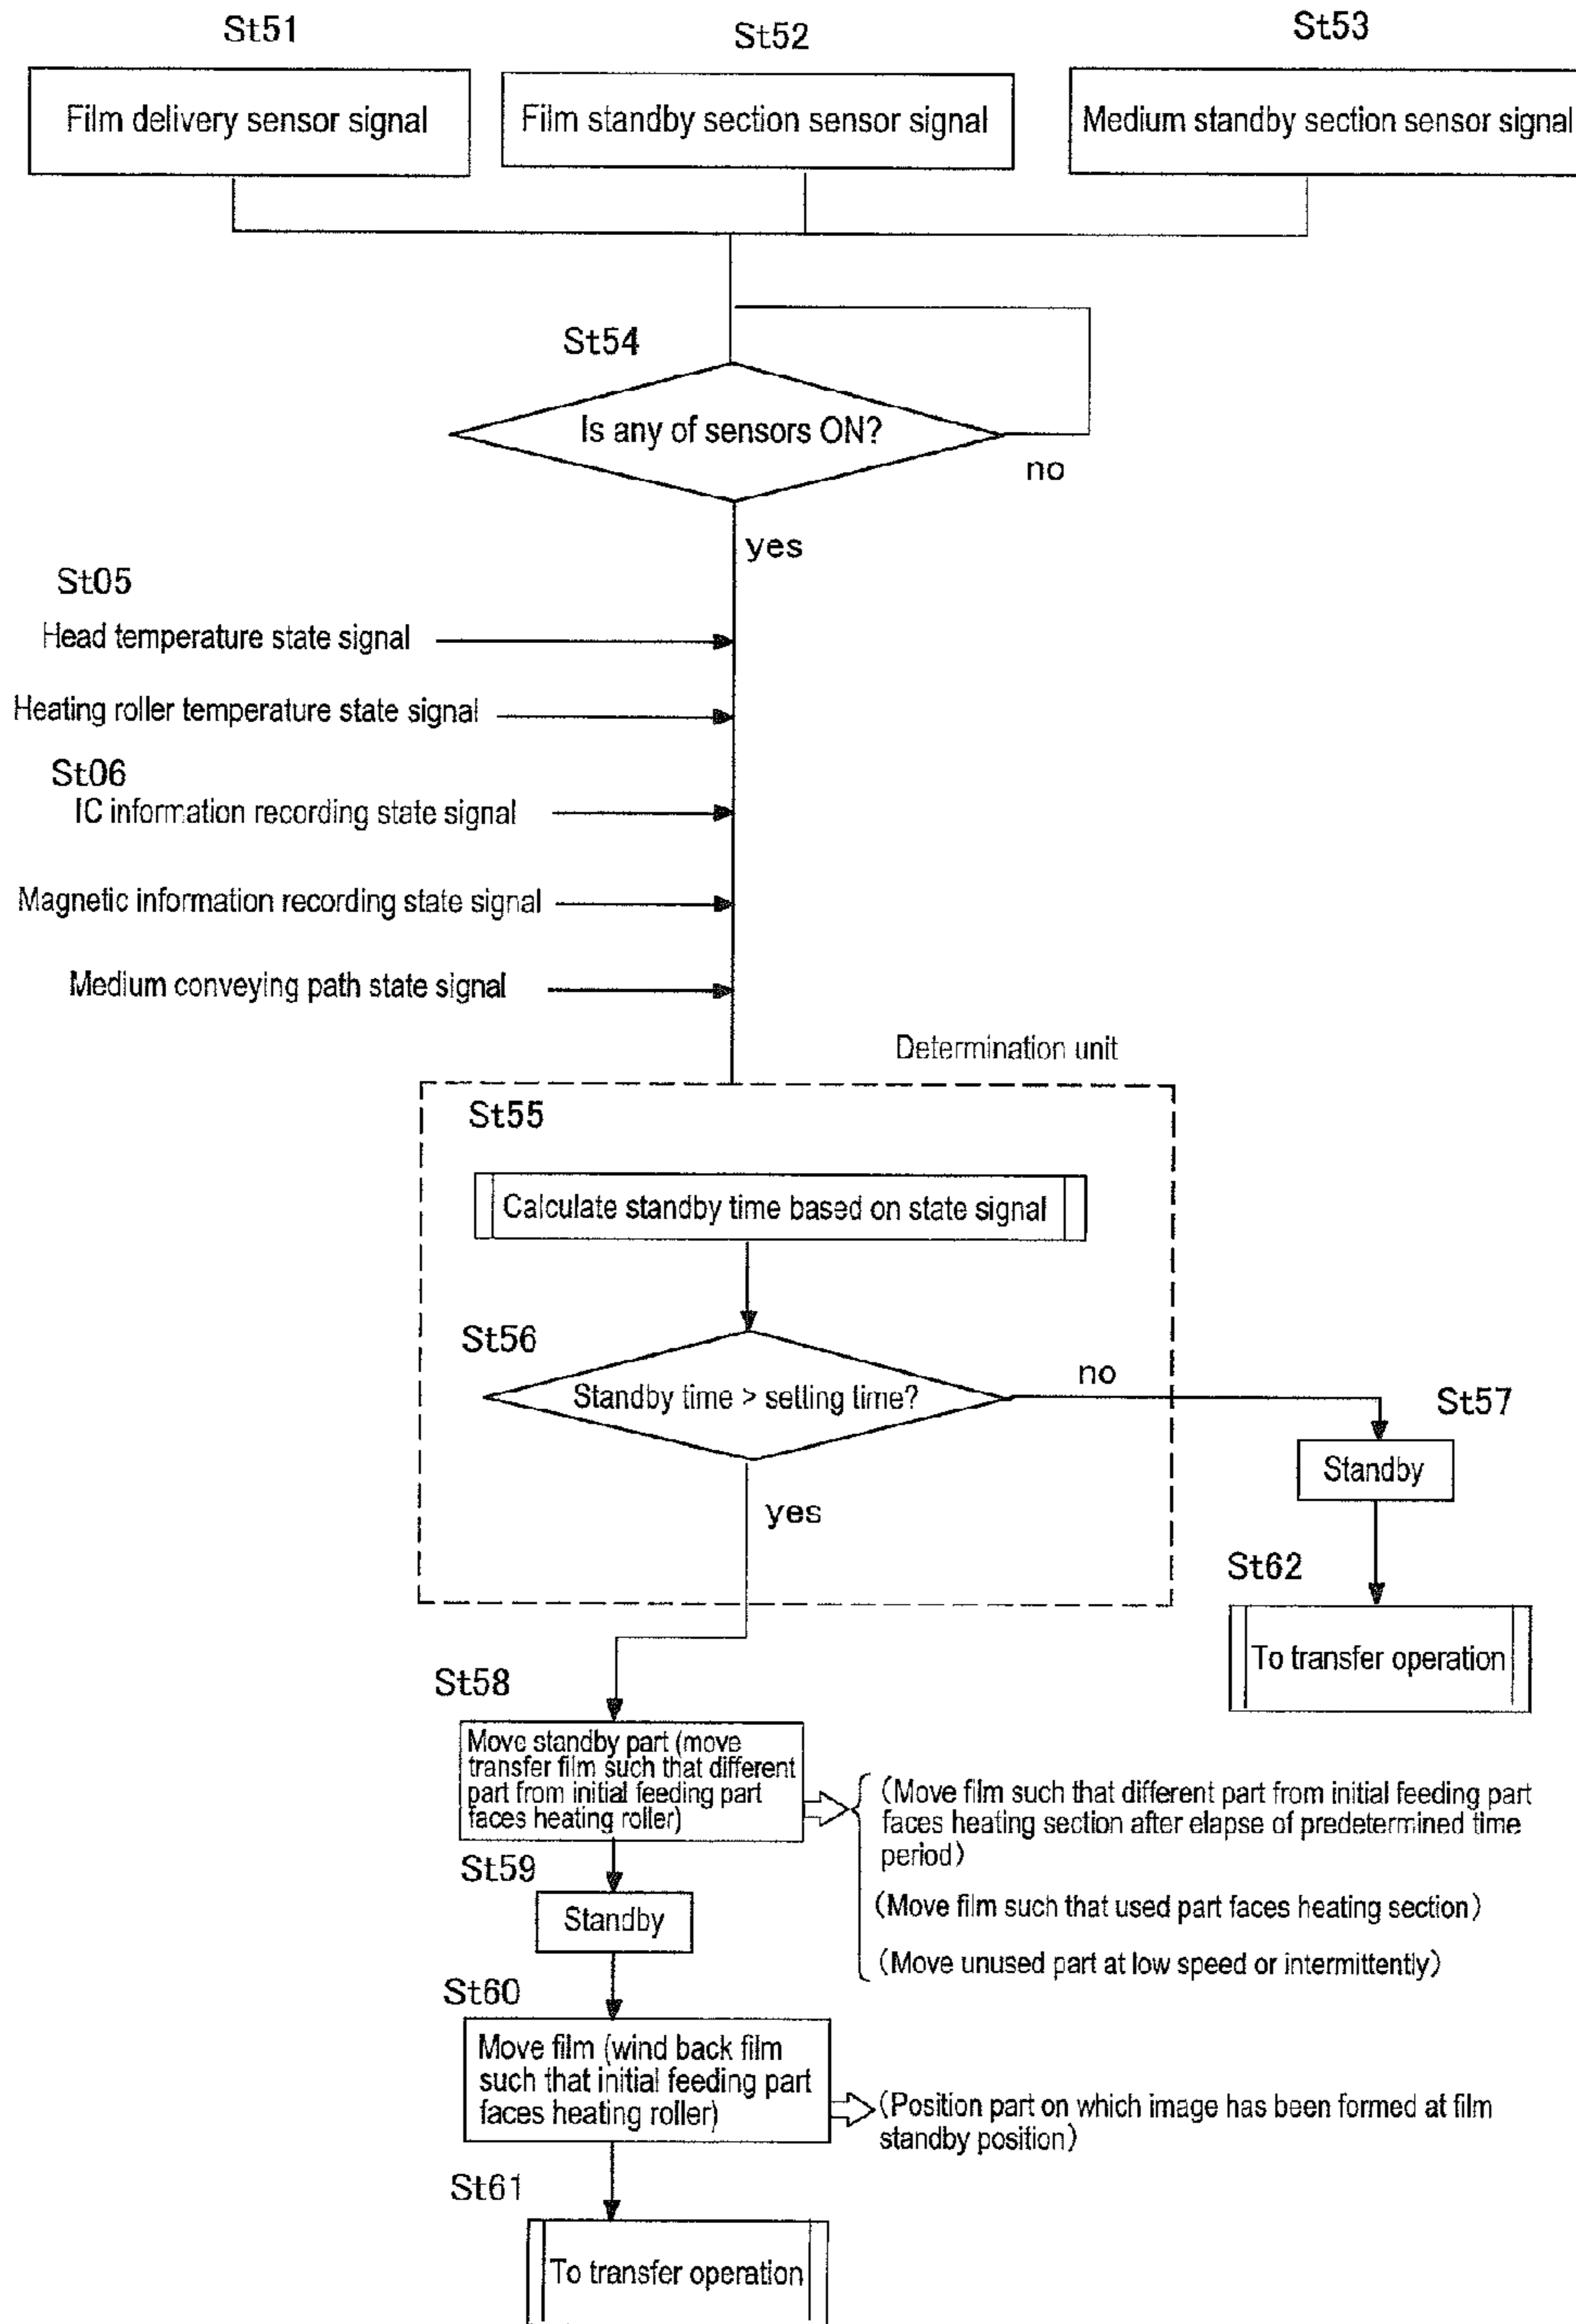 St51
St52
St53
Film delivery sensor signal
Film standby section sensor signal
Medium standby section sensor signal
St54
Is any of sensors ON?
no
yes
St05
Head temperature state signal
Heating roller temperature state signal
St06
IC information recording state signal
Magnetic information recording state signal
Medium conveying path state signal
Determination unit
St55
Calculate standby time based on state signal
St56
Standby time > setting time?
no
St57
Standby
yes
St62
To transfer operation
St58
Move standby part (move
transfer film such that different
part from initial feeding part
faces heating roller)
(Move film such that different part from initial feeding part
faces heating section after elapse of predetermined time
period)
(Move film such that used part faces heating section)
(Move unused part at low speed or intermittently)
St59
Standby
St60
Move film (wind back film
such that initial feeding part
faces heating roller)
(Position part on which image has been formed at film
standby position)
St61
To transfer operation